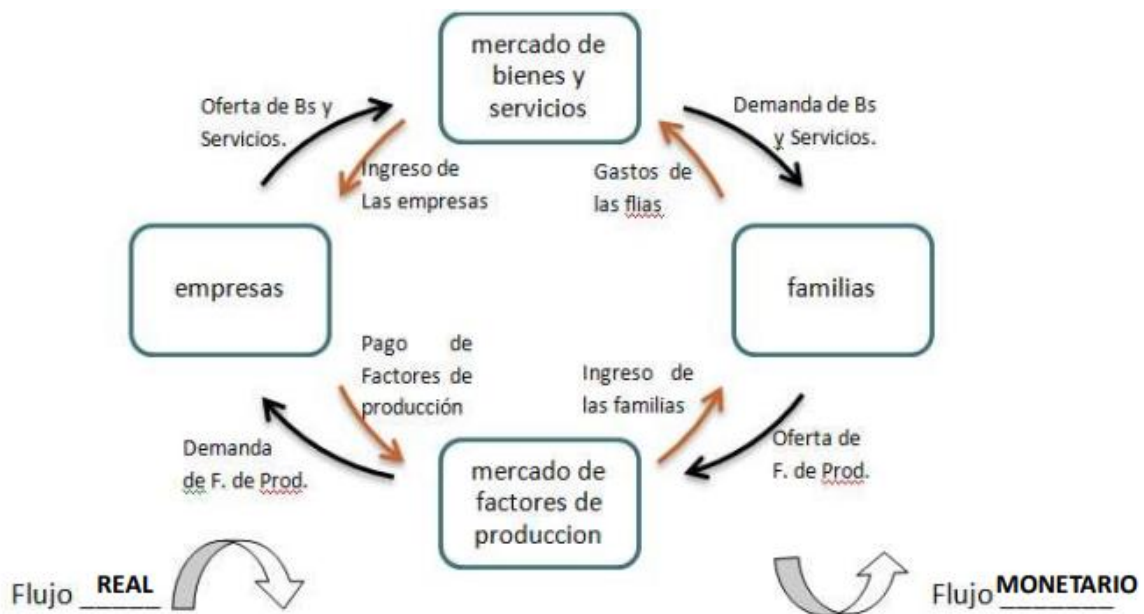 mercado de
bienes y
servicios
Oferta de Bs y
Servicios.
Demanda de Bs
y Servicios.
Ingreso de
Las empresas
Gastos de
las flias
empresas
familias
Pago de
Factores de
producción
Ingreso de
las familias
Demanda
de F. de Prod.
Oferta de
F. de Prod.
mercado de
factores de
produccion
Flujo REAL
Flujo MONETARIO